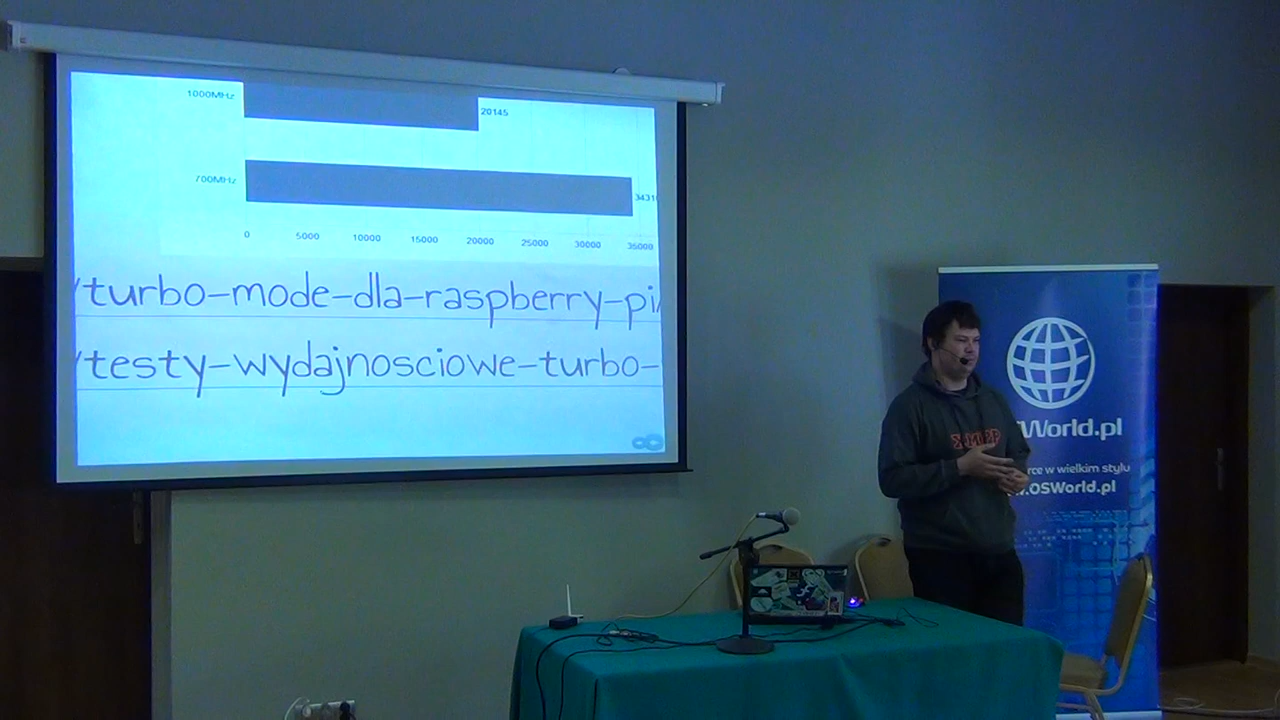 1000MHz
20145
700MHz
0 5000 10000 15000 20000 25000 30000 35000
/turbo-mode-dla-raspberry-pi/
/testy-wydajnosciowe-turbo-
World.pl
rce w wielkim stylu
.OSWorld.pl